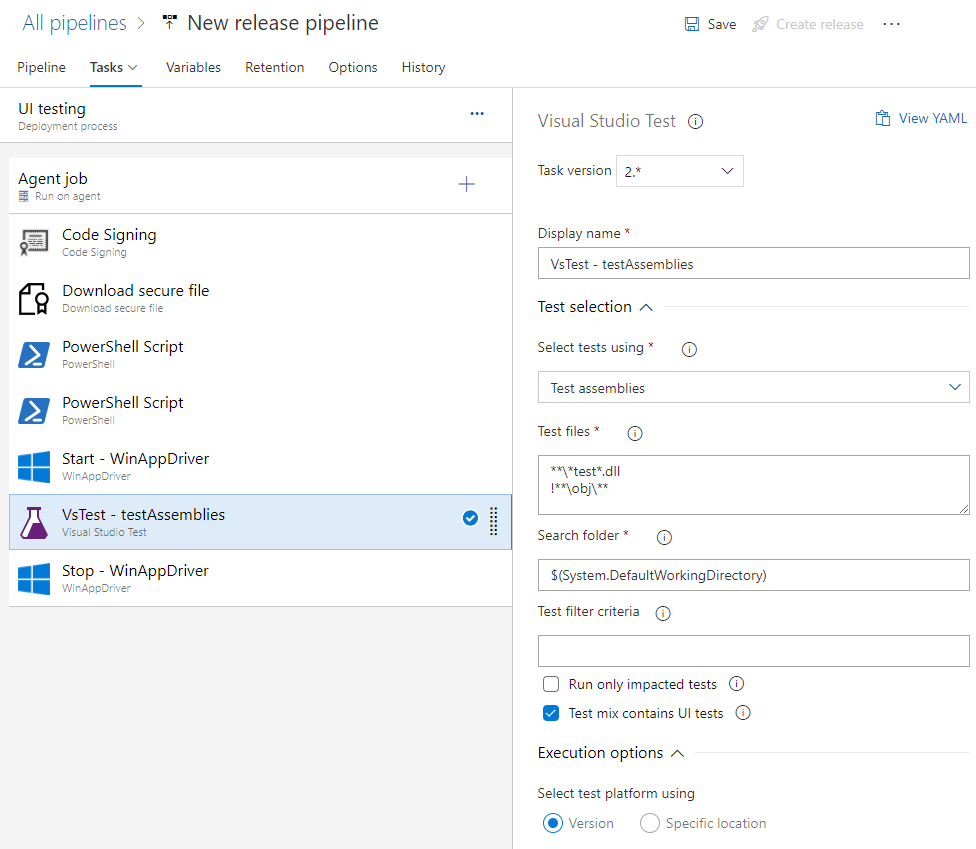 All pipelines > New release pipeline
Save
Create release
...
Pipeline
Tasks
Variables
Retention
Options
History
UI testing
Deployment process
Agent job
Run on agent
Code Signing
Code Signing
Download secure file
Download secure file
PowerShell Script
PowerShell
PowerShell Script
PowerShell
Start - WinAppDriver
WinAppDriver
VsTest - testAssemblies
Visual Studio Test
Stop - WinAppDriver
WinAppDriver
Visual Studio Test
View YAML
Task version 2.*
Display name *
VsTest - testAssemblies
Test selection
Select tests using *
Test assemblies
Test files *
**\*test*.dll
!**\obj\**
Search folder *
$(System.DefaultWorkingDirectory)
Test filter criteria
Run only impacted tests
Test mix contains UI tests
Execution options
Select test platform using
Version
Specific location